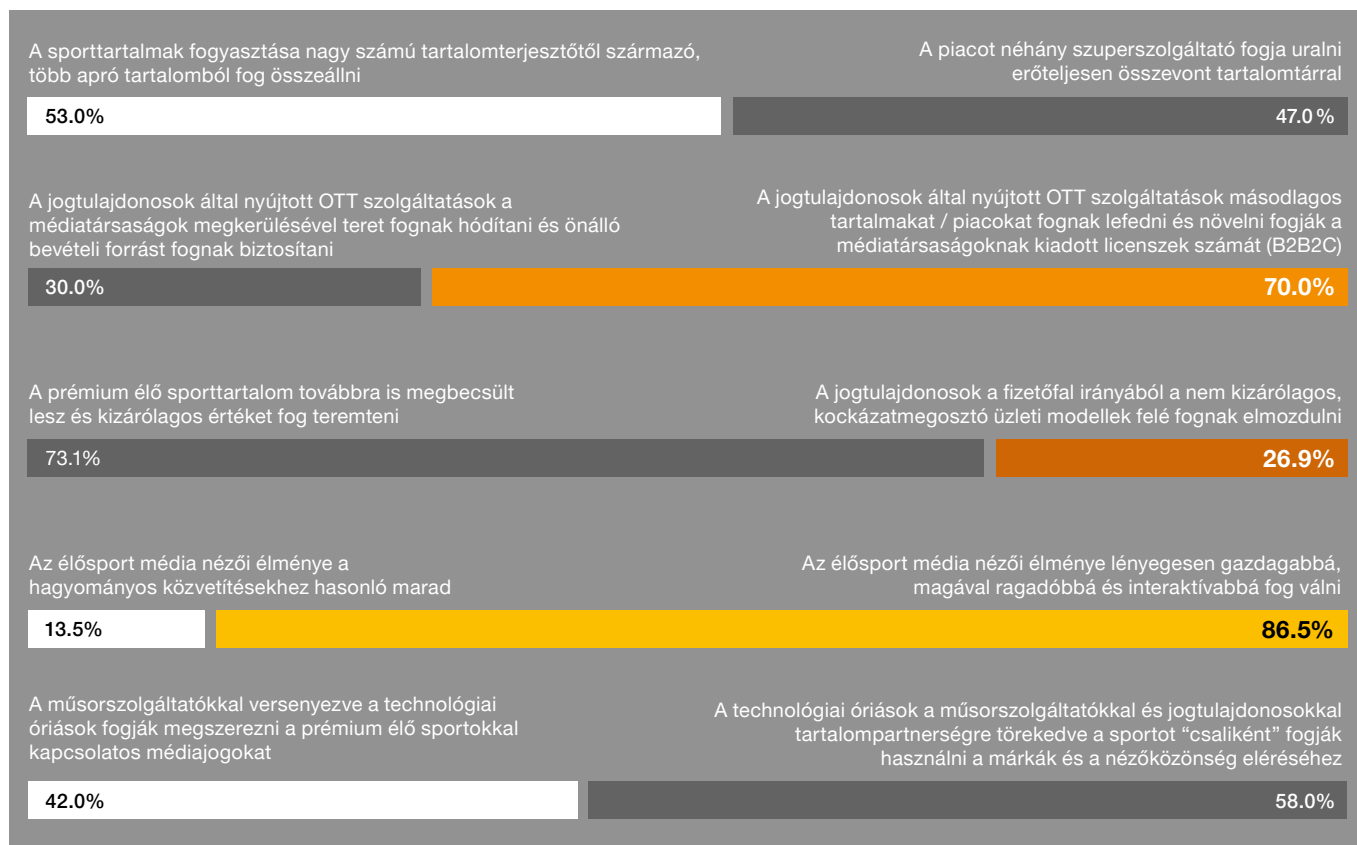 A sporttartalmak fogyasztása nagy számú tartalomterjesztőtől származó,
több apró tartalomból fog összeállni
A piacot néhány szuperszolgáltató fogja uralni
erőteljesen összevont tartalomtárral
53.0%
47.0 %
A jogtulajdonosok által nyújtott OTT szolgáltatások a
médiatársaságok megkerülésével teret fognak hódítani és önálló
bevételi forrást fognak biztosítani
A jogtulajdonosok által nyújtott OTT szolgáltatások másodlagos
tartalmakat / piacokat fognak lefedni és növelni fogják a
médiatársaságoknak kiadott licenszek számát (B2B2C)
30.0%
70.0%
A prémium élő sporttartalom továbbra is megbecsült
lesz és kizárólagos értéket fog teremteni
A jogtulajdonosok a fizetőfal irányából a nem kizárólagos,
kockázatmegosztó üzleti modellek felé fognak elmozdulni
73.1%
26.9%
Az élősport média nézői élménye a
hagyományos közvetítésekhez hasonló marad
Az élősport média nézői élménye lényegesen gazdagabbá,
magával ragadóbbá és interaktívabbá fog válni
13.5%
86.5%
A műsorszolgáltatókkal versenyezve a technológiai
óriások fogják megszerezni a prémium élő sportokkal
kapcsolatos médiajogokat
A technológiai óriások a műsorszolgáltatókkal és jogtulajdonosokkal
tartalompartnerségre törekedve a sportot “csaliként” fogják
használni a márkák és a nézőközönség eléréséhez
42.0%
58.0%